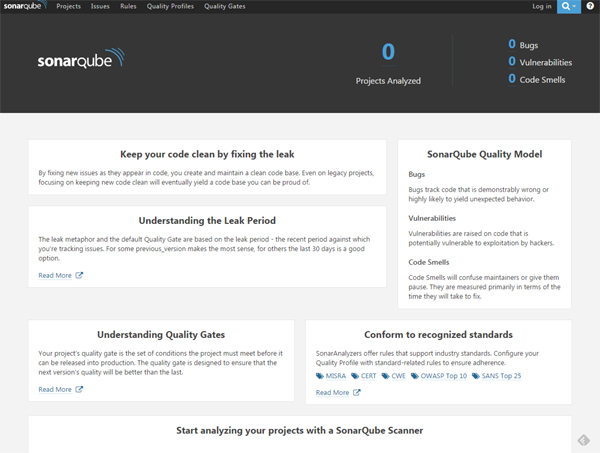 sonarqube Projects Issues Rules Quality Profiles Quality Gates Log in ?
sonarqube
0
Projects Analyzed
0 Bugs
0 Vulnerabilities
0 Code Smells
Keep your code clean by fixing the leak
By fixing new issues as they appear in code, you create and maintain a clean code base. Even on legacy projects,
focusing on keeping new code clean will eventually yield a code base you can be proud of.
Understanding the Leak Period
The leak metaphor and the default Quality Gate are based on the leak period - the recent period against which
you're tracking issues. For some previous_version makes the most sense, for others the last 30 days is a good
option.
Read More
SonarQube Quality Model
Bugs
Bugs track code that is demonstrably wrong or
highly likely to yield unexpected behavior.
Vulnerabilities
Vulnerabilities are raised on code that is
potentially vulnerable to exploitation by hackers.
Code Smells
Code Smells will confuse maintainers or give them
pause. They are measured primarily in terms of the
time they will take to fix.
Understanding Quality Gates
Your project's quality gate is the set of conditions the project must meet before it
can be released into production. The quality gate is designed to ensure that the
next version's quality will be better than the last.
Read More
Conform to recognized standards
SonarAnalyzers offer rules that support industry standards. Configure your
Quality Profile with standard-related rules to ensure adherence.
MISRA CERT CWE OWASP Top 10 SANS Top 25
Read More
Start analyzing your projects with a SonarQube Scanner